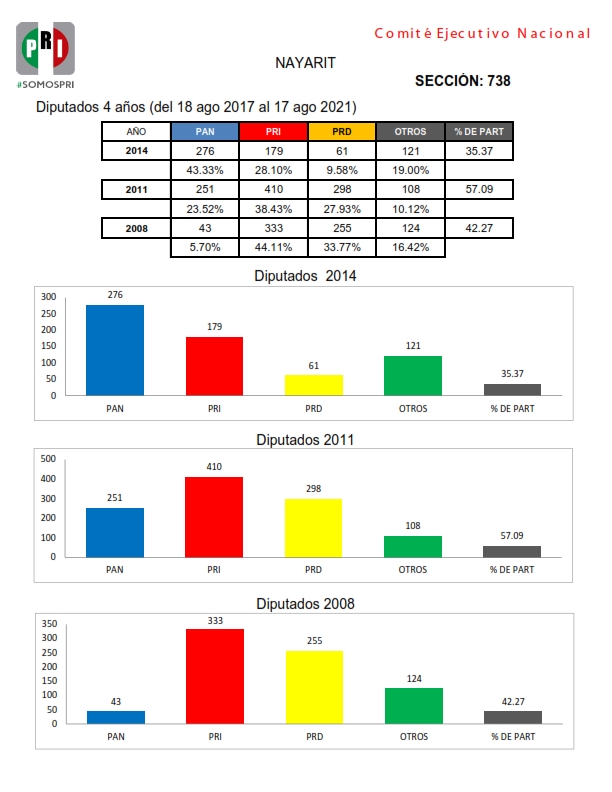 Comité Ejecutivo Nacional
PRI
#SOMOSPRI
NAYARIT
SECCIÓN: 738
Diputados 4 años (del 18 ago 2017 al 17 ago 2021)
AÑO PAN PRI PRD OTROS % DE PART
2014 276 179 61 121 35.37
43.33% 28.10% 9.58% 19.00%
2011 251 410 298 108 57.09
23.52% 38.43% 27.93% 10.12%
2008 43 333 255 124 42.27
5.70% 44.11% 33.77% 16.42%
Diputados 2014
300
250
200
150
100
50
0
276
179
61
121
35.37
PAN PRI PRD OTROS % DE PART
Diputados 2011
500
400
300
200
100
0
251
410
298
108
57.09
PAN PRI PRD OTROS % DE PART
Diputados 2008
350
300
250
200
150
100
50
0
43
333
255
124
42.27
PAN PRI PRD OTROS % DE PART